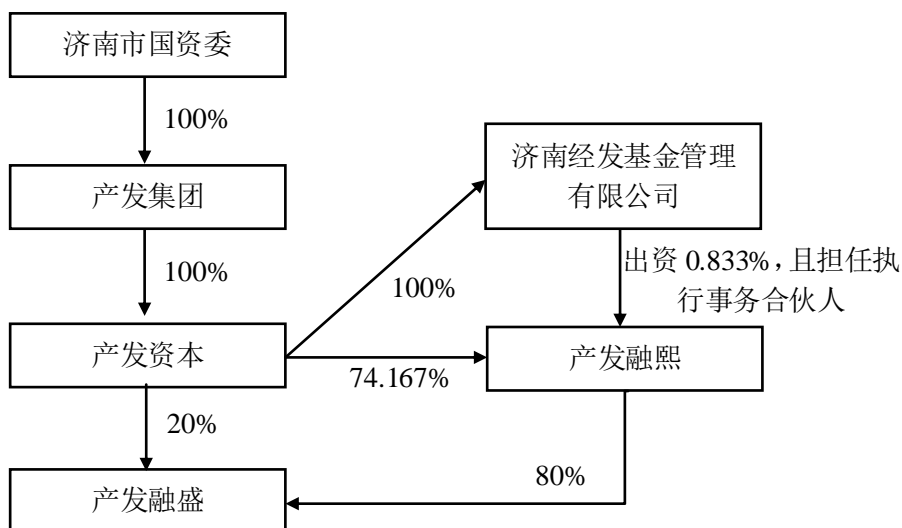 济南市国资委
100%
济南经发基金管理
有限公司
产发集团
出资 0.833%，且担任执
行事务合伙人
100%
100%
产发资本
产发融熙
74.167%
20%
80%
产发融盛